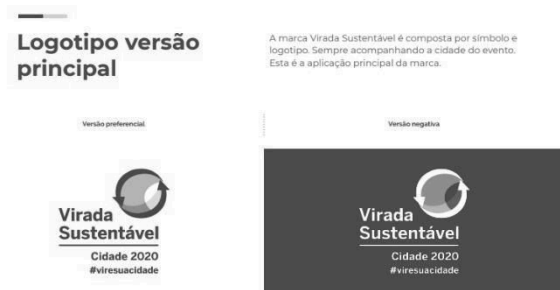 Logotipo versão
principal
A marca Virada Sustentável é composta por símbolo e
logotipo. Sempre acompanhando a cidade do evento.
Esta é a aplicação principal da marca.
Versão preferencial
Versão negativa
Virada
Sustentável
Cidade 2020
#viresuacidade
Virada
Sustentável
Cidade 2020
#viresuacidade